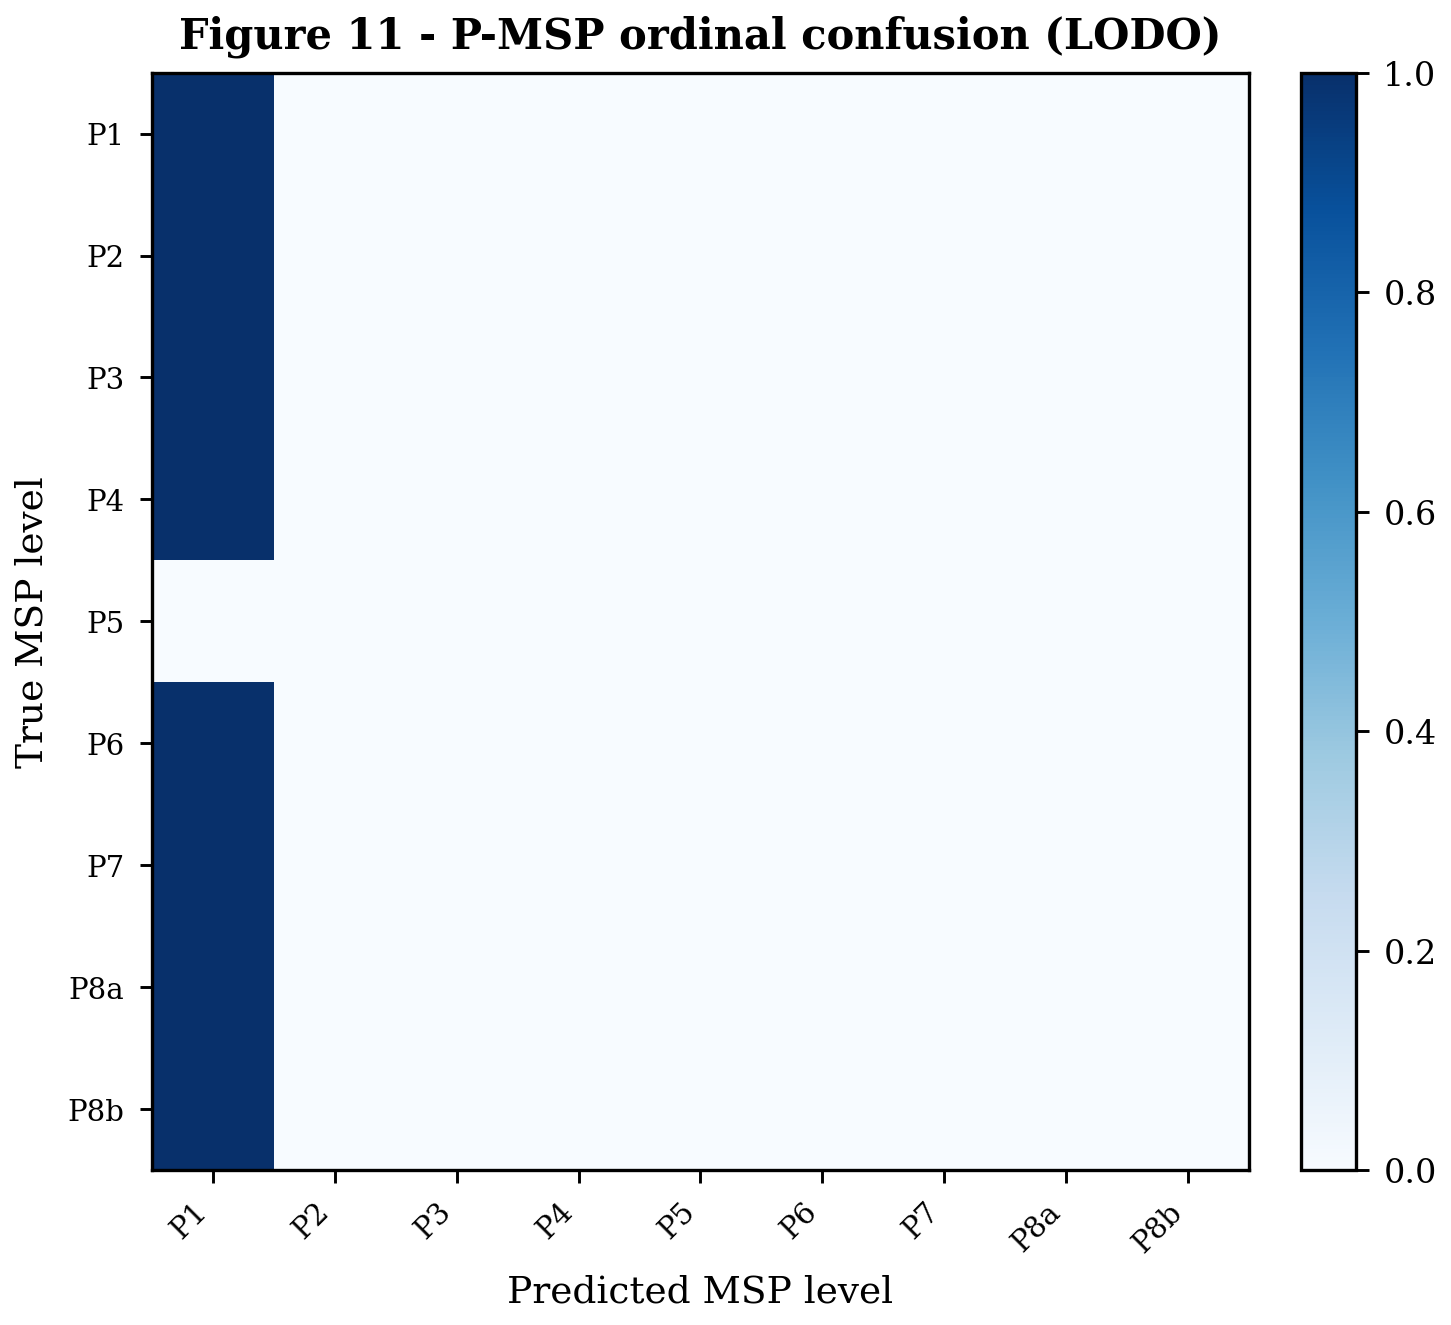 Figure 11 - P-MSP ordinal confusion (LODO)
True MSP level
P1
P2
P3
P4
P5
P6
P7
P8a
P8b
P1 P2 P3 P4 P5 P6 P7 P8a P8b
Predicted MSP level
1.0
0.8
0.6
0.4
0.2
0.0